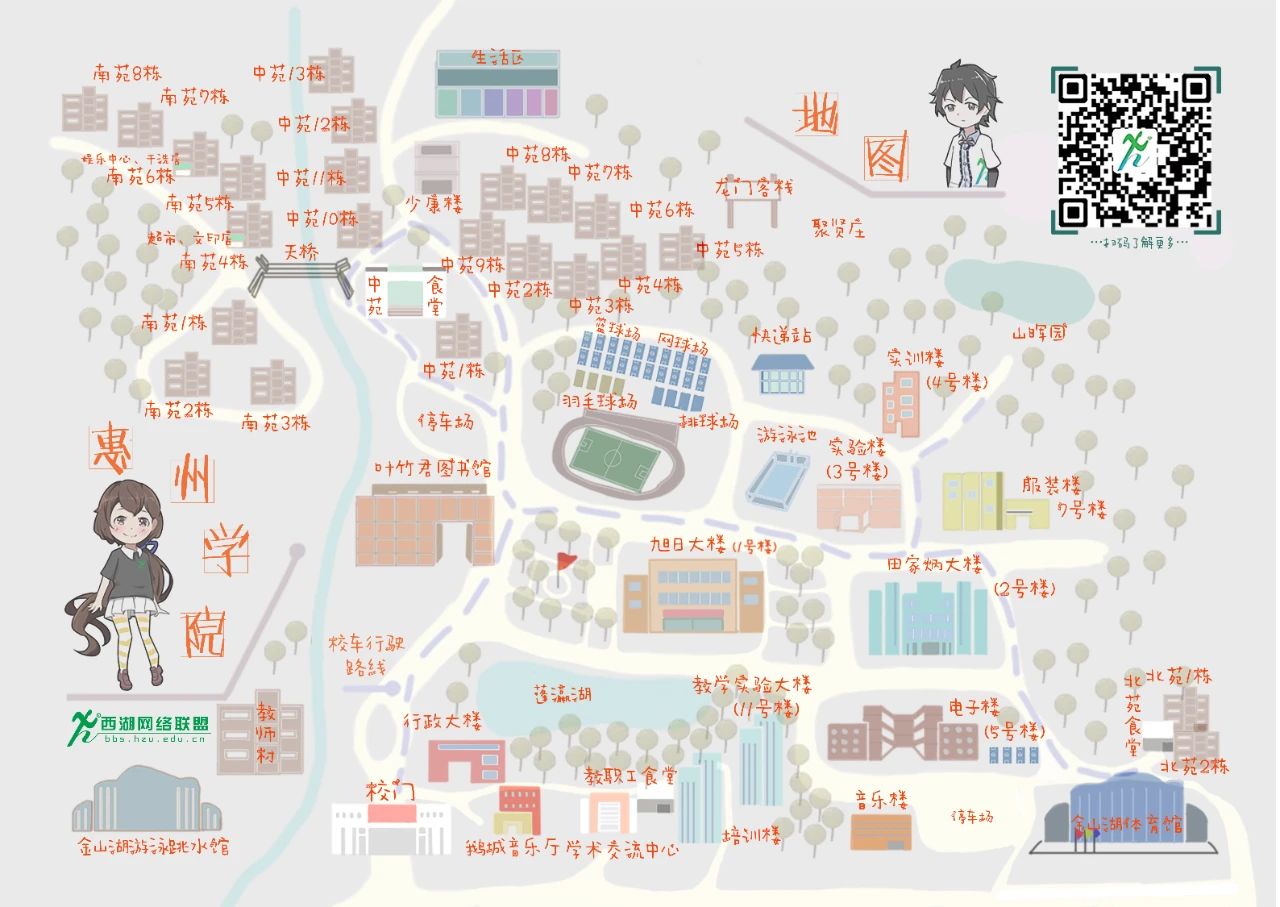 地
图
惠
州
学
院
…扫码了解更多…
生活区
南苑8栋
南苑7栋
中苑13栋
中苑12栋
娱乐中心、干洗店
南苑6栋
中苑11栋
南苑5栋
中苑10栋
超市、文印店
南苑4栋
天桥
少康楼
中苑8栋
中苑7栋
中苑6栋
中苑5栋
龙门客栈
聚贤庄
中苑9栋
中苑2栋
中苑4栋
中苑3栋
中苑
食堂
南苑1栋
南苑2栋
南苑3栋
中苑1栋
停车场
篮球场
网球场
羽毛球场
排球场
快递站
山晖园
实训楼
(4号楼)
游泳池
实验楼
(3号楼)
服装楼
7号楼
叶竹君图书馆
旭日大楼(1号楼)
田家炳大楼
(2号楼)
校车行驶
路线
蓬瀛湖
教学实验大楼
(11号楼)
电子楼
(5号楼)
北苑食堂
北苑1栋
北苑2栋
行政大楼
教师村
西湖网络联盟
bbs.hzu.edu.cn
金山湖游泳跳水馆
校门
鹅城音乐厅
学术交流中心
教职工食堂
培训楼
音乐楼
停车场
金山湖体育馆